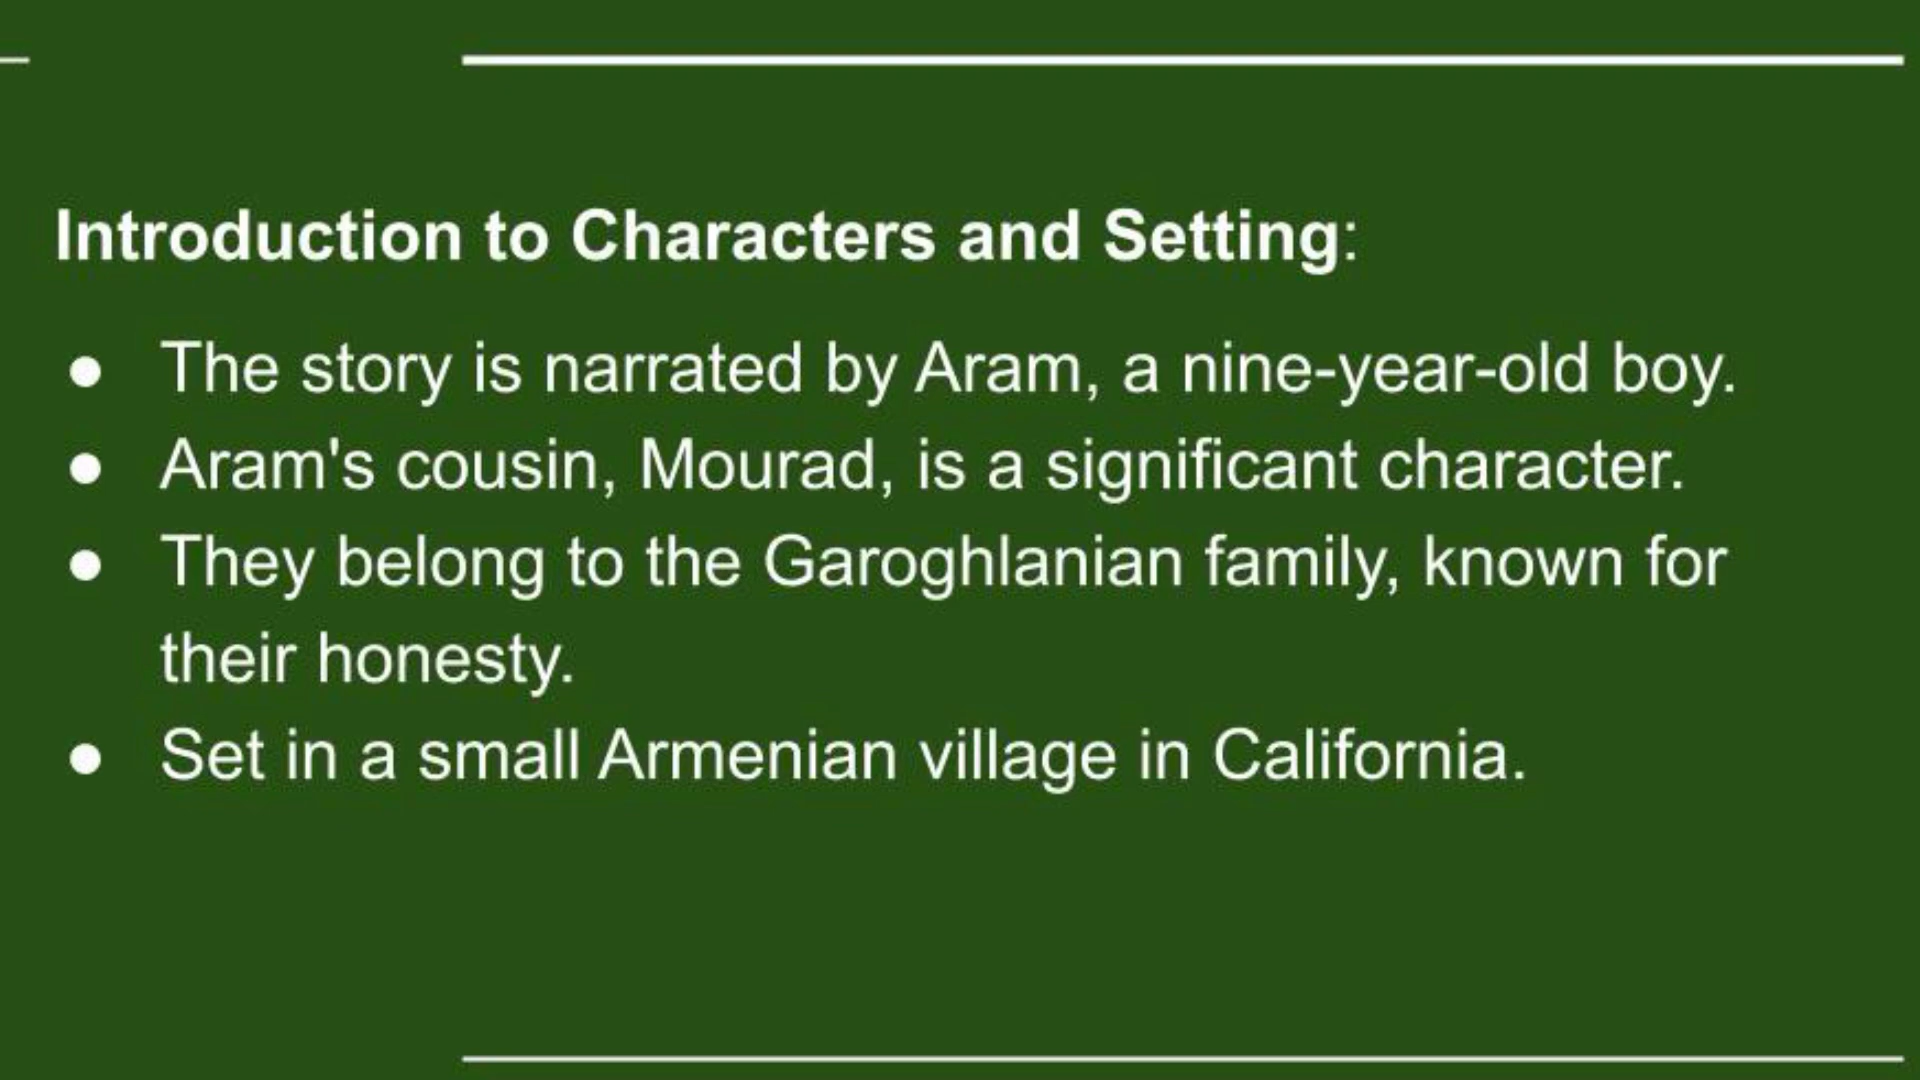 Introduction to Characters and Setting:
● The story is narrated by Aram, a nine-year-old boy.
● Aram's cousin, Mourad, is a significant character.
● They belong to the Garoghlanian family, known for
their honesty.
● Set in a small Armenian village in California.